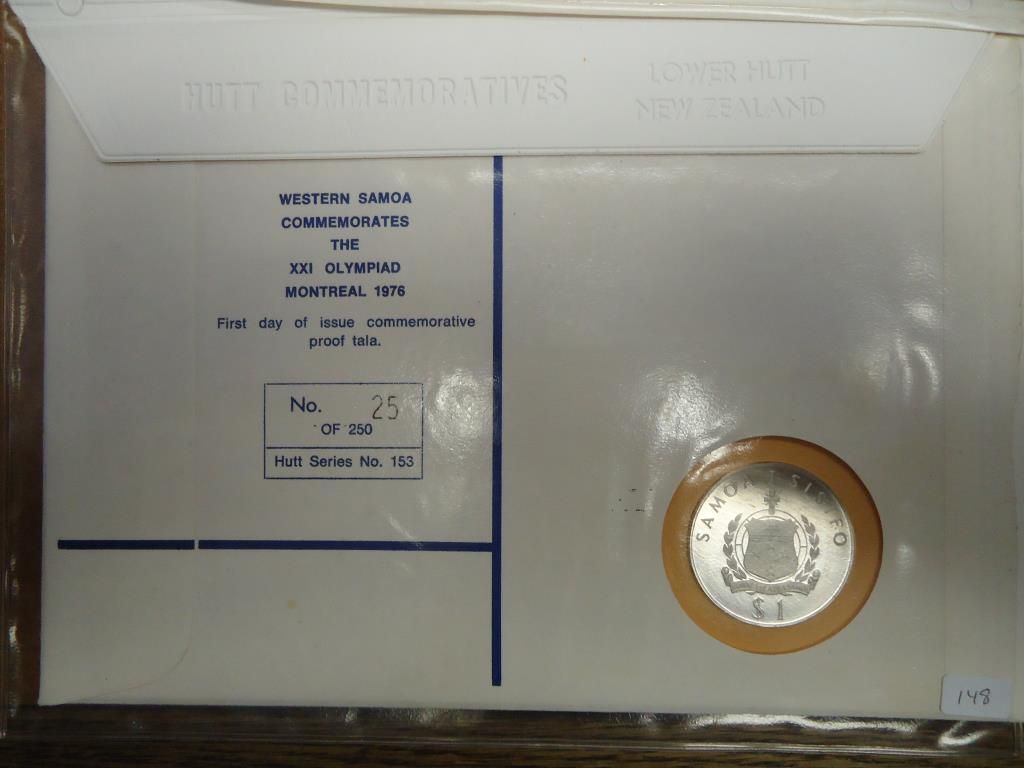 HUTT COMMEMORATIVES
LOWER HUTT
NEW ZEALAND
WESTERN SAMOA
COMMEMORATES
THE
XXI OLYMPIAD
MONTREAL 1976
First day of issue commemorative
proof tala.
No. 25
OF 250
Hutt Series No. 153
SAMOA I SISIFO
$1
148